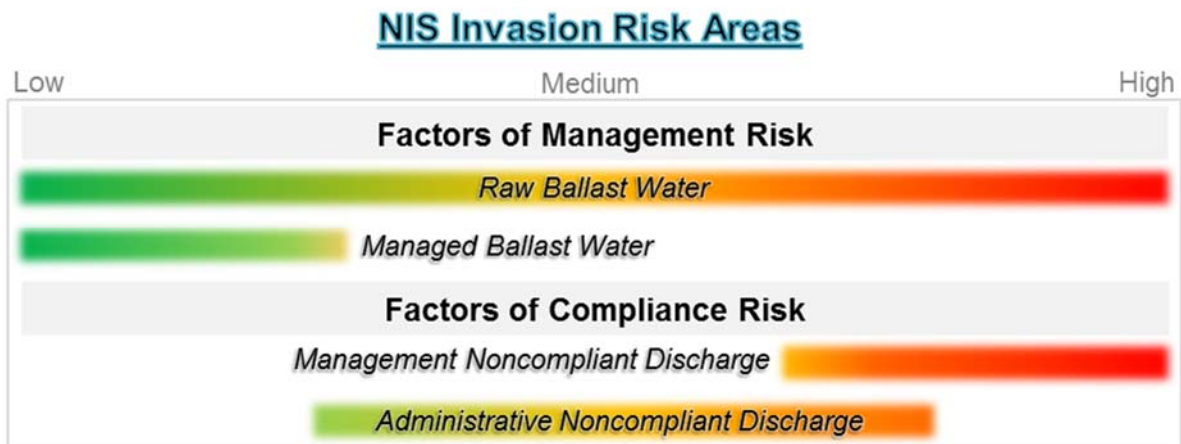 NIS Invasion Risk Areas
Low Medium High
Factors of Management Risk
Raw Ballast Water
Managed Ballast Water
Factors of Compliance Risk
Management Noncompliant Discharge
Administrative Noncompliant Discharge